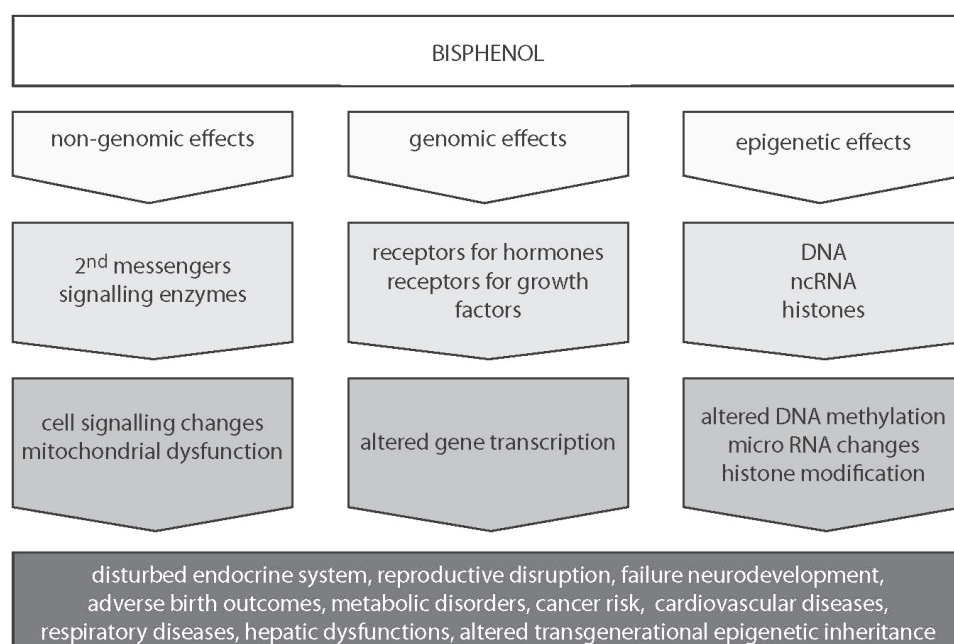 BISPHENOL
non-genomic effects
genomic effects
epigenetic effects
2nd messengers
signalling enzymes
receptors for hormones
receptors for growth
factors
DNA
ncRNA
histones
cell signalling changes
mitochondrial dysfunction
altered gene transcription
altered DNA methylation
micro RNA changes
histone modification
disturbed endocrine system, reproductive disruption, failure neurodevelopment,
adverse birth outcomes, metabolic disorders, cancer risk, cardiovascular diseases,
respiratory diseases, hepatic dysfunctions, altered transgenerational epigenetic inheritance